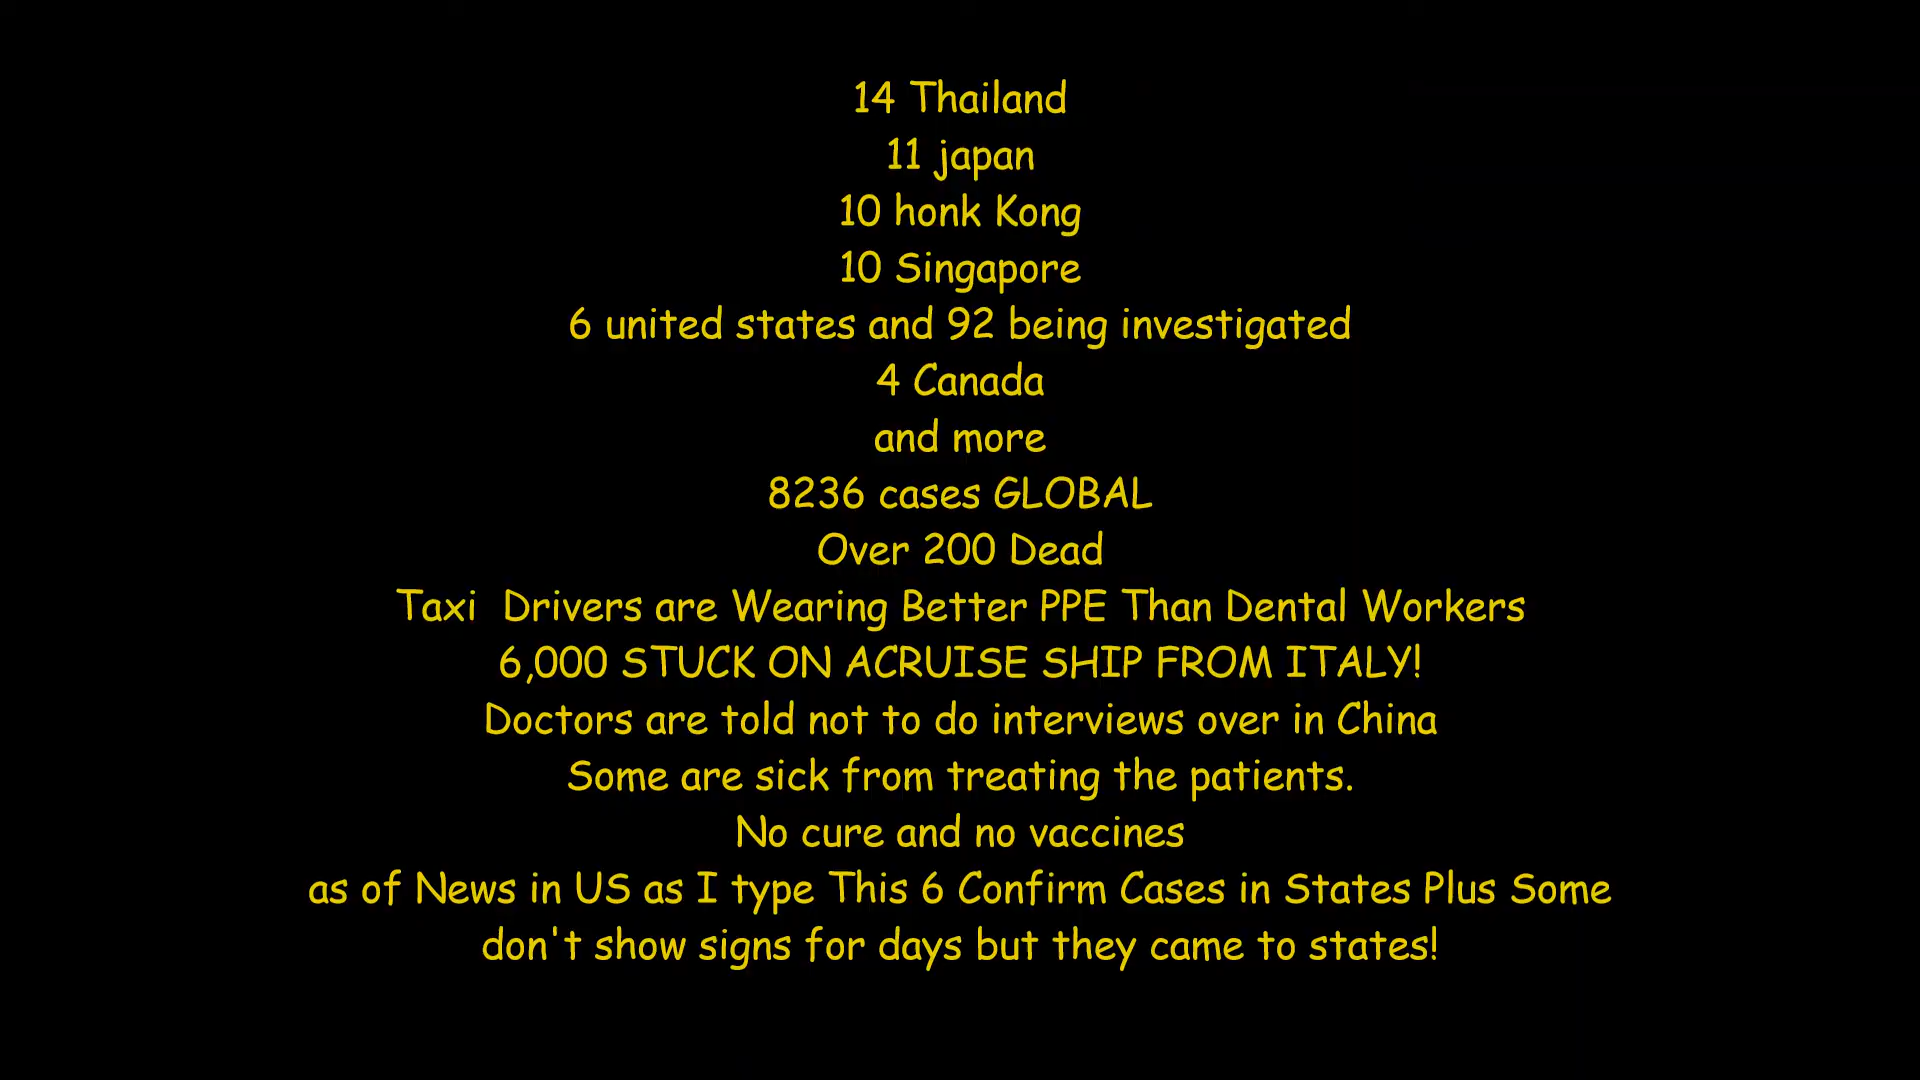 14 Thailand
11 japan
10 honk Kong
10 Singapore
6 united states and 92 being investigated
4 Canada
and more
8236 cases GLOBAL
Over 200 Dead
Taxi  Drivers are Wearing Better PPE Than Dental Workers
6,000 STUCK ON ACRUISE SHIP FROM ITALY!
Doctors are told not to do interviews over in China
Some are sick from treating the patients.
No cure and no vaccines
as of News in US as I type This 6 Confirm Cases in States Plus Some
don't show signs for days but they came to states!